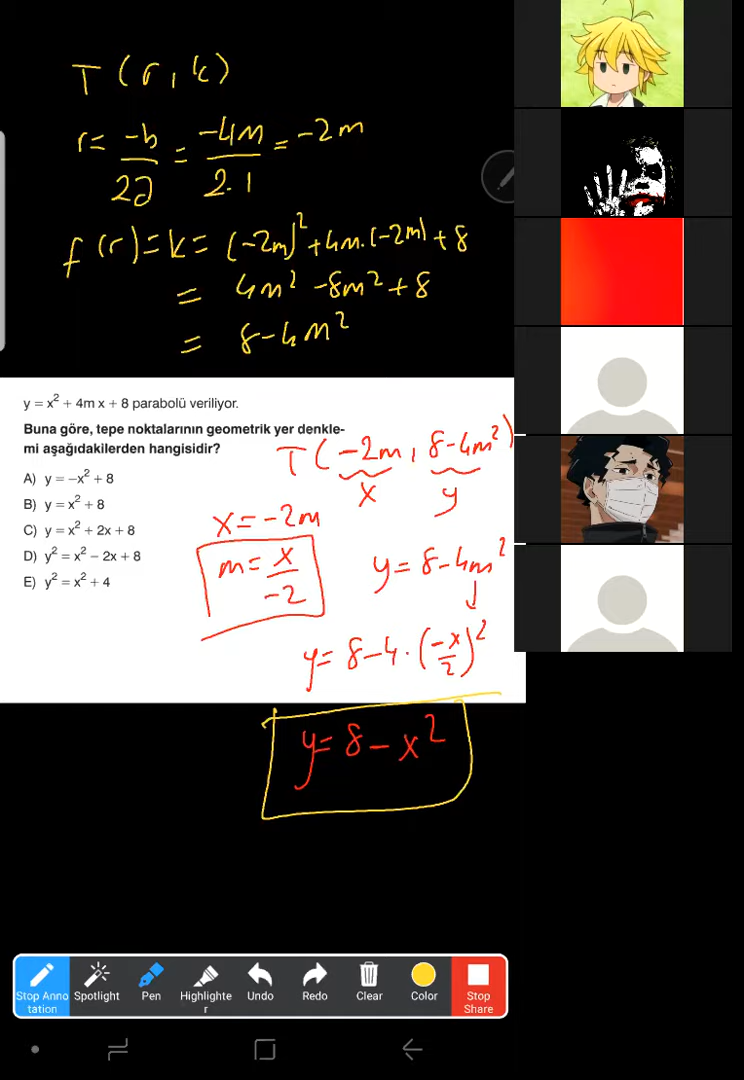 T(r, k)
r = -b/2a = -4m/2.1 = -2m
f(r) = k = (-2m)² + 4m.(-2m) + 8
= 4m² - 8m² + 8
= 8 - 4m²
y = x² + 4m x + 8 parabolü veriliyor.
Buna göre, tepe noktalarının geometrik yer denkle-
mi aşağıdakilerden hangisidir?
A) y = –x² + 8
B) y = x² + 8
C) y = x² + 2x + 8
D) y² = x² – 2x + 8
E) y² = x² + 4
T(-2m, 8-4m²)
x y
x = -2m
m = x/-2
y = 8 - 4m²
y = 8 - 4.(-x/2)²
y = 8 - x²
Stop Anno
tation
Spotlight
Pen
Highlighte
r
Undo
Redo
Clear
Color
Stop
Share